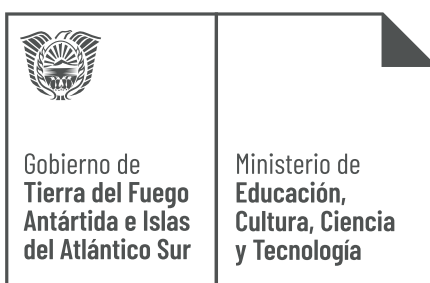 Gobierno de
Tierra del Fuego
Antártida e Islas
del Atlántico Sur
Ministerio de
Educación,
Cultura, Ciencia
y Tecnología